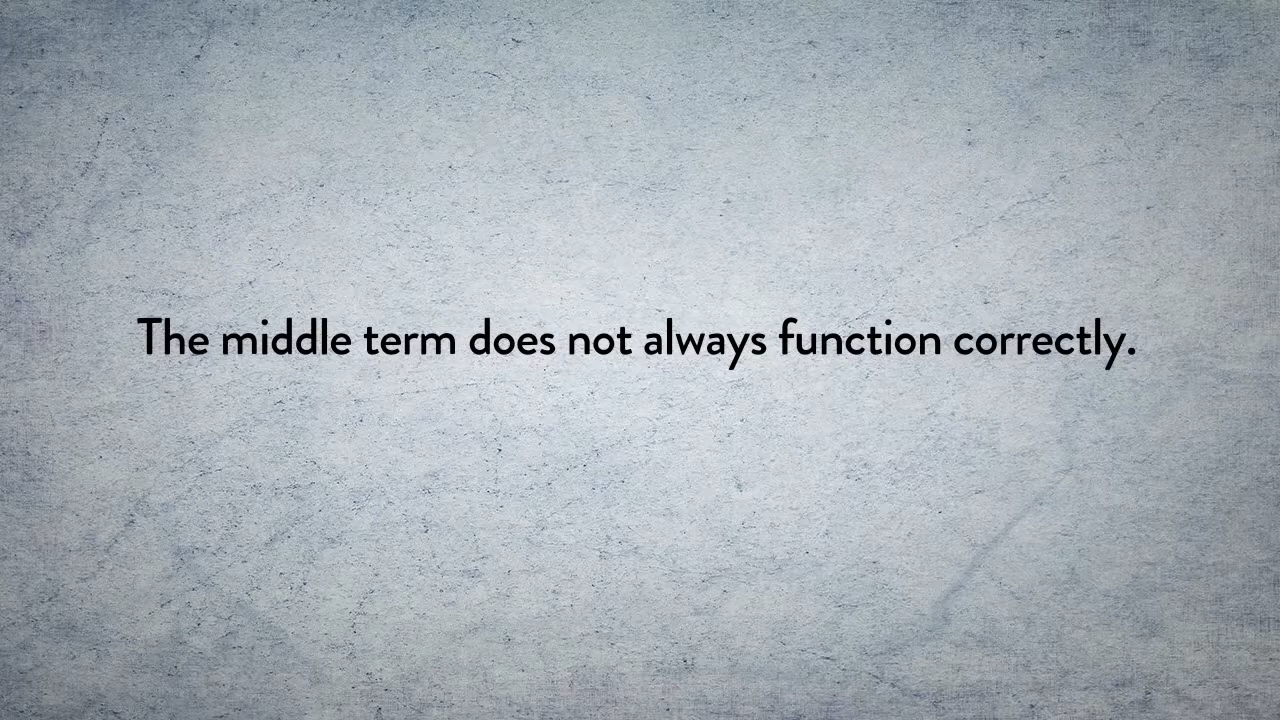 The middle term does not always function correctly.